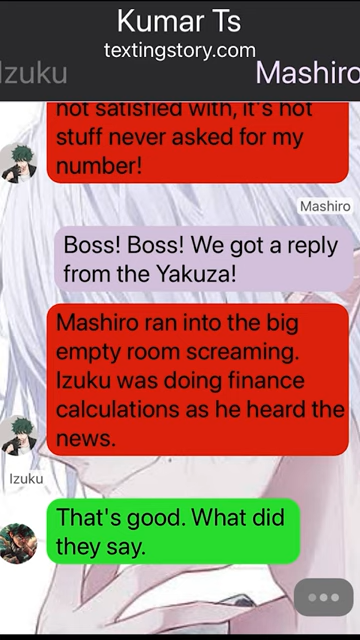 Kumar Ts
textingstory.com
Izuku
Mashiro
not satisfied with, it's hot
stuff never asked for my
number!
Mashiro
Boss! Boss! We got a reply
from the Yakuza!
Mashiro ran into the big
empty room screaming.
Izuku was doing finance
calculations as he heard the
news.
Izuku
That's good. What did
they say.